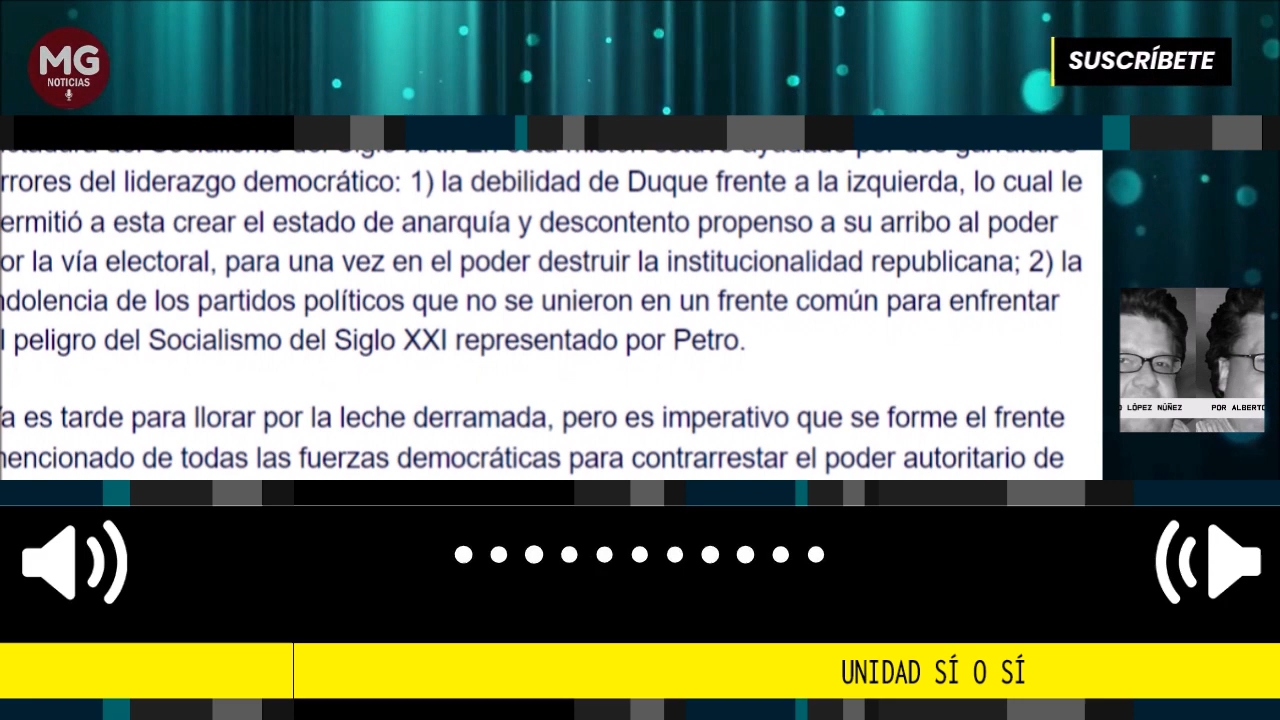 MG
NOTICIAS
SUSCRÍBETE
rrores del liderazgo democrático: 1) la debilidad de Duque frente a la izquierda, lo cual le
ermitió a esta crear el estado de anarquía y descontento propenso a su arribo al poder
or la vía electoral, para una vez en el poder destruir la institucionalidad republicana; 2) la
ndolencia de los partidos políticos que no se unieron en un frente común para enfrentar
l peligro del Socialismo del Siglo XXI representado por Petro.
a es tarde para llorar por la leche derramada, pero es imperativo que se forme el frente
encionado de todas las fuerzas democráticas para contrarrestar el poder autoritario de
O LÓPEZ NÚÑEZ POR ALBERTO
UNIDAD SÍ O SÍ